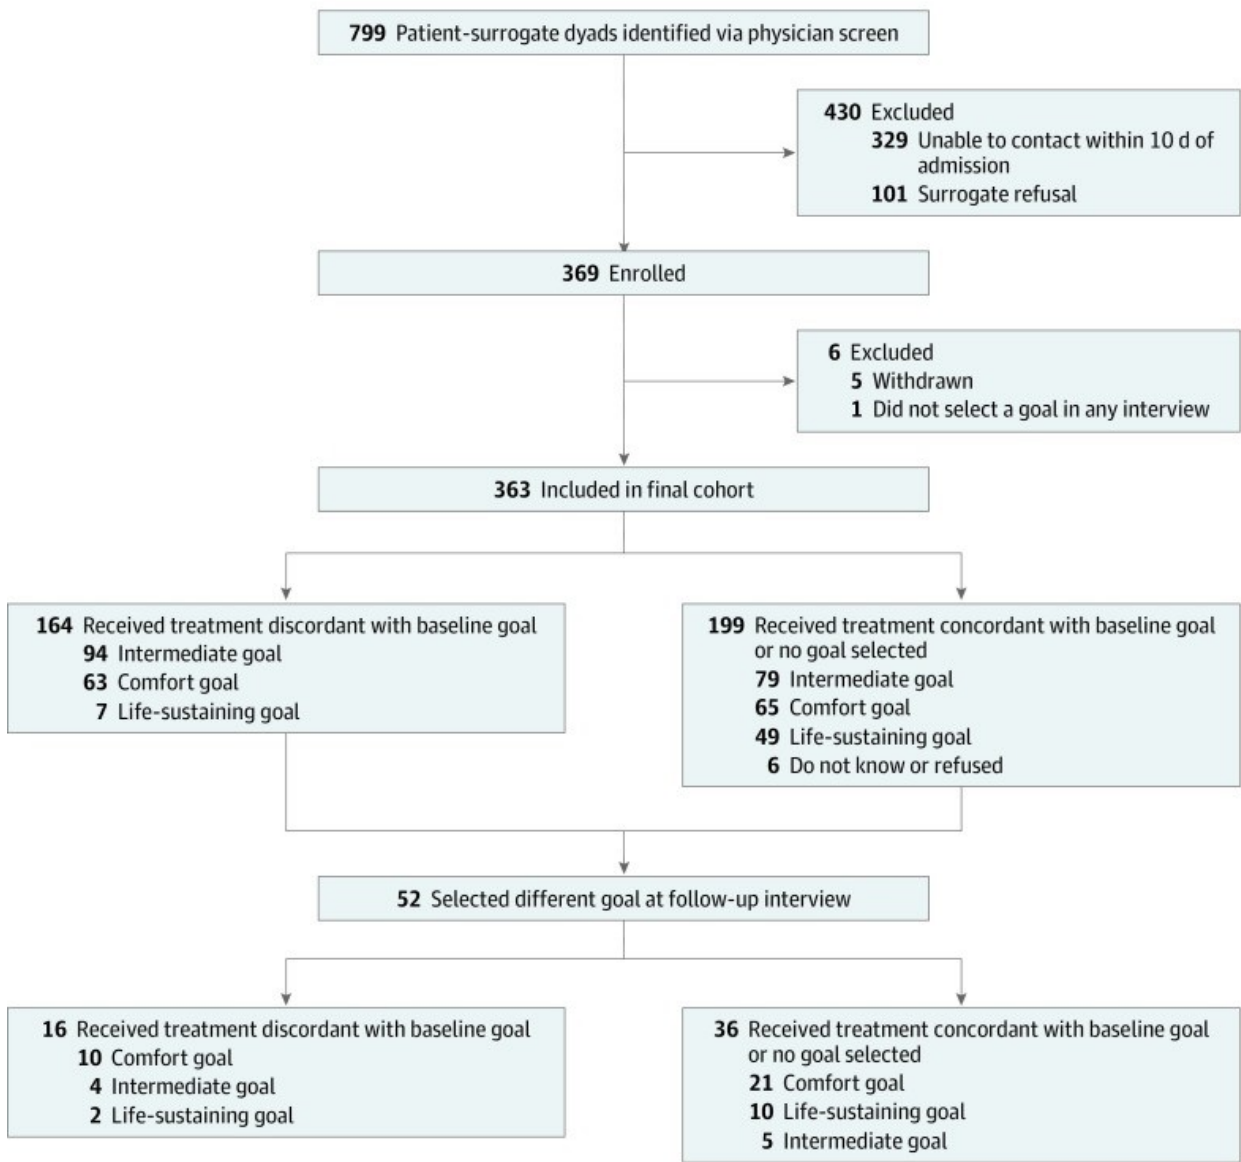 799 Patient-surrogate dyads identified via physician screen
430 Excluded
329 Unable to contact within 10 d of
admission
101 Surrogate refusal
369 Enrolled
6 Excluded
5 Withdrawn
1 Did not select a goal in any interview
363 Included in final cohort
164 Received treatment discordant with baseline goal
94 Intermediate goal
63 Comfort goal
7 Life-sustaining goal
199 Received treatment concordant with baseline goal
or no goal selected
79 Intermediate goal
65 Comfort goal
49 Life-sustaining goal
6 Do not know or refused
52 Selected different goal at follow-up interview
16 Received treatment discordant with baseline goal
10 Comfort goal
4 Intermediate goal
2 Life-sustaining goal
36 Received treatment concordant with baseline goal
or no goal selected
21 Comfort goal
10 Life-sustaining goal
5 Intermediate goal